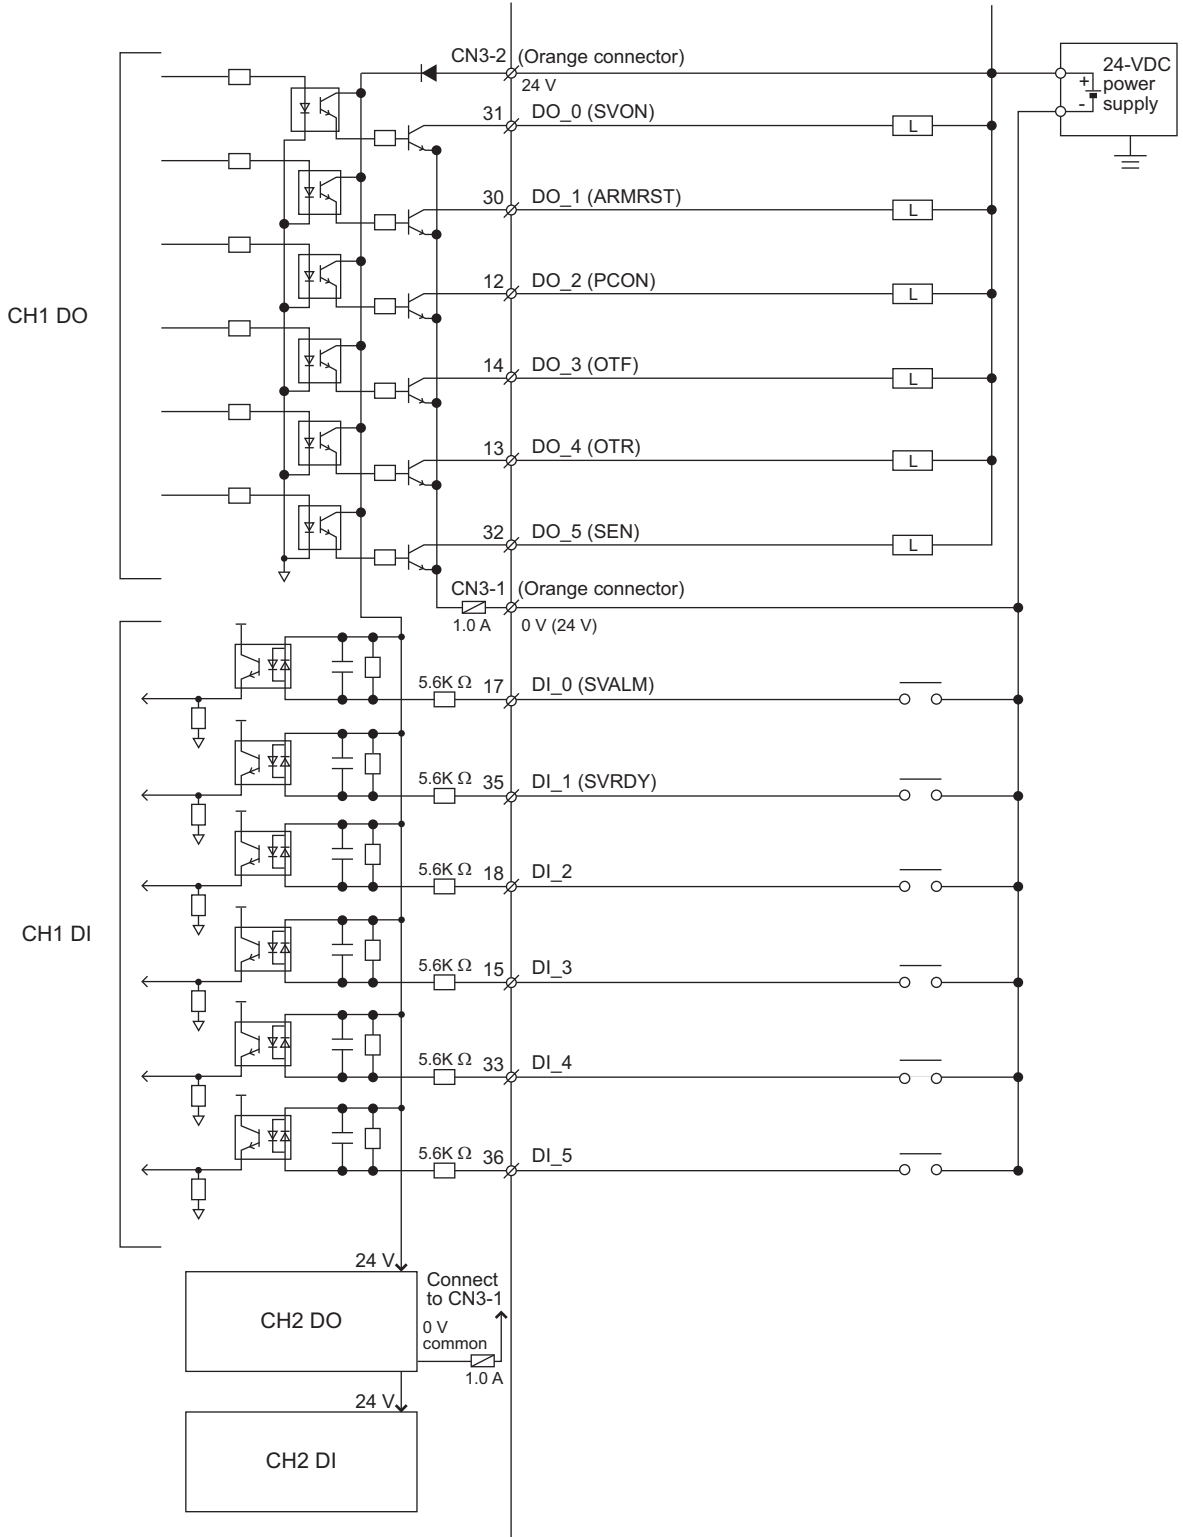 CN3-2 (Orange connector)
24 V
24-VDC
power
supply
+
-
31 DO_0 (SVON)
L
30 DO_1 (ARMRST)
L
12 DO_2 (PCON)
L
CH1 DO
14 DO_3 (OTF)
L
13 DO_4 (OTR)
L
32 DO_5 (SEN)
L
CN3-1 (Orange connector)
1.0 A
0 V (24 V)
5.6K Ω 17 DI_0 (SVALM)
5.6K Ω 35 DI_1 (SVRDY)
5.6K Ω 18 DI_2
CH1 DI
5.6K Ω 15 DI_3
5.6K Ω 33 DI_4
5.6K Ω 36 DI_5
24 V
Connect
to CN3-1
CH2 DO
0 V
common
1.0 A
24 V
CH2 DI